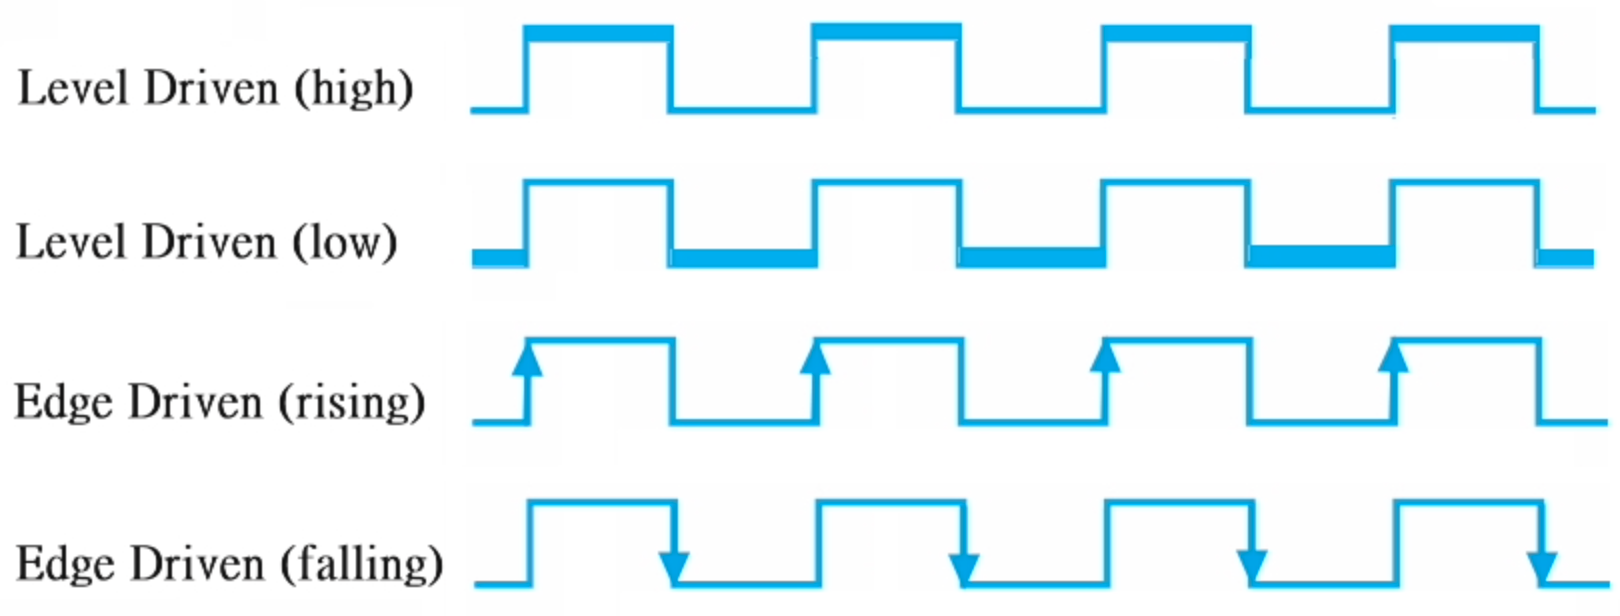 Level Driven (high)
Level Driven (low)
Edge Driven (rising)
Edge Driven (falling)